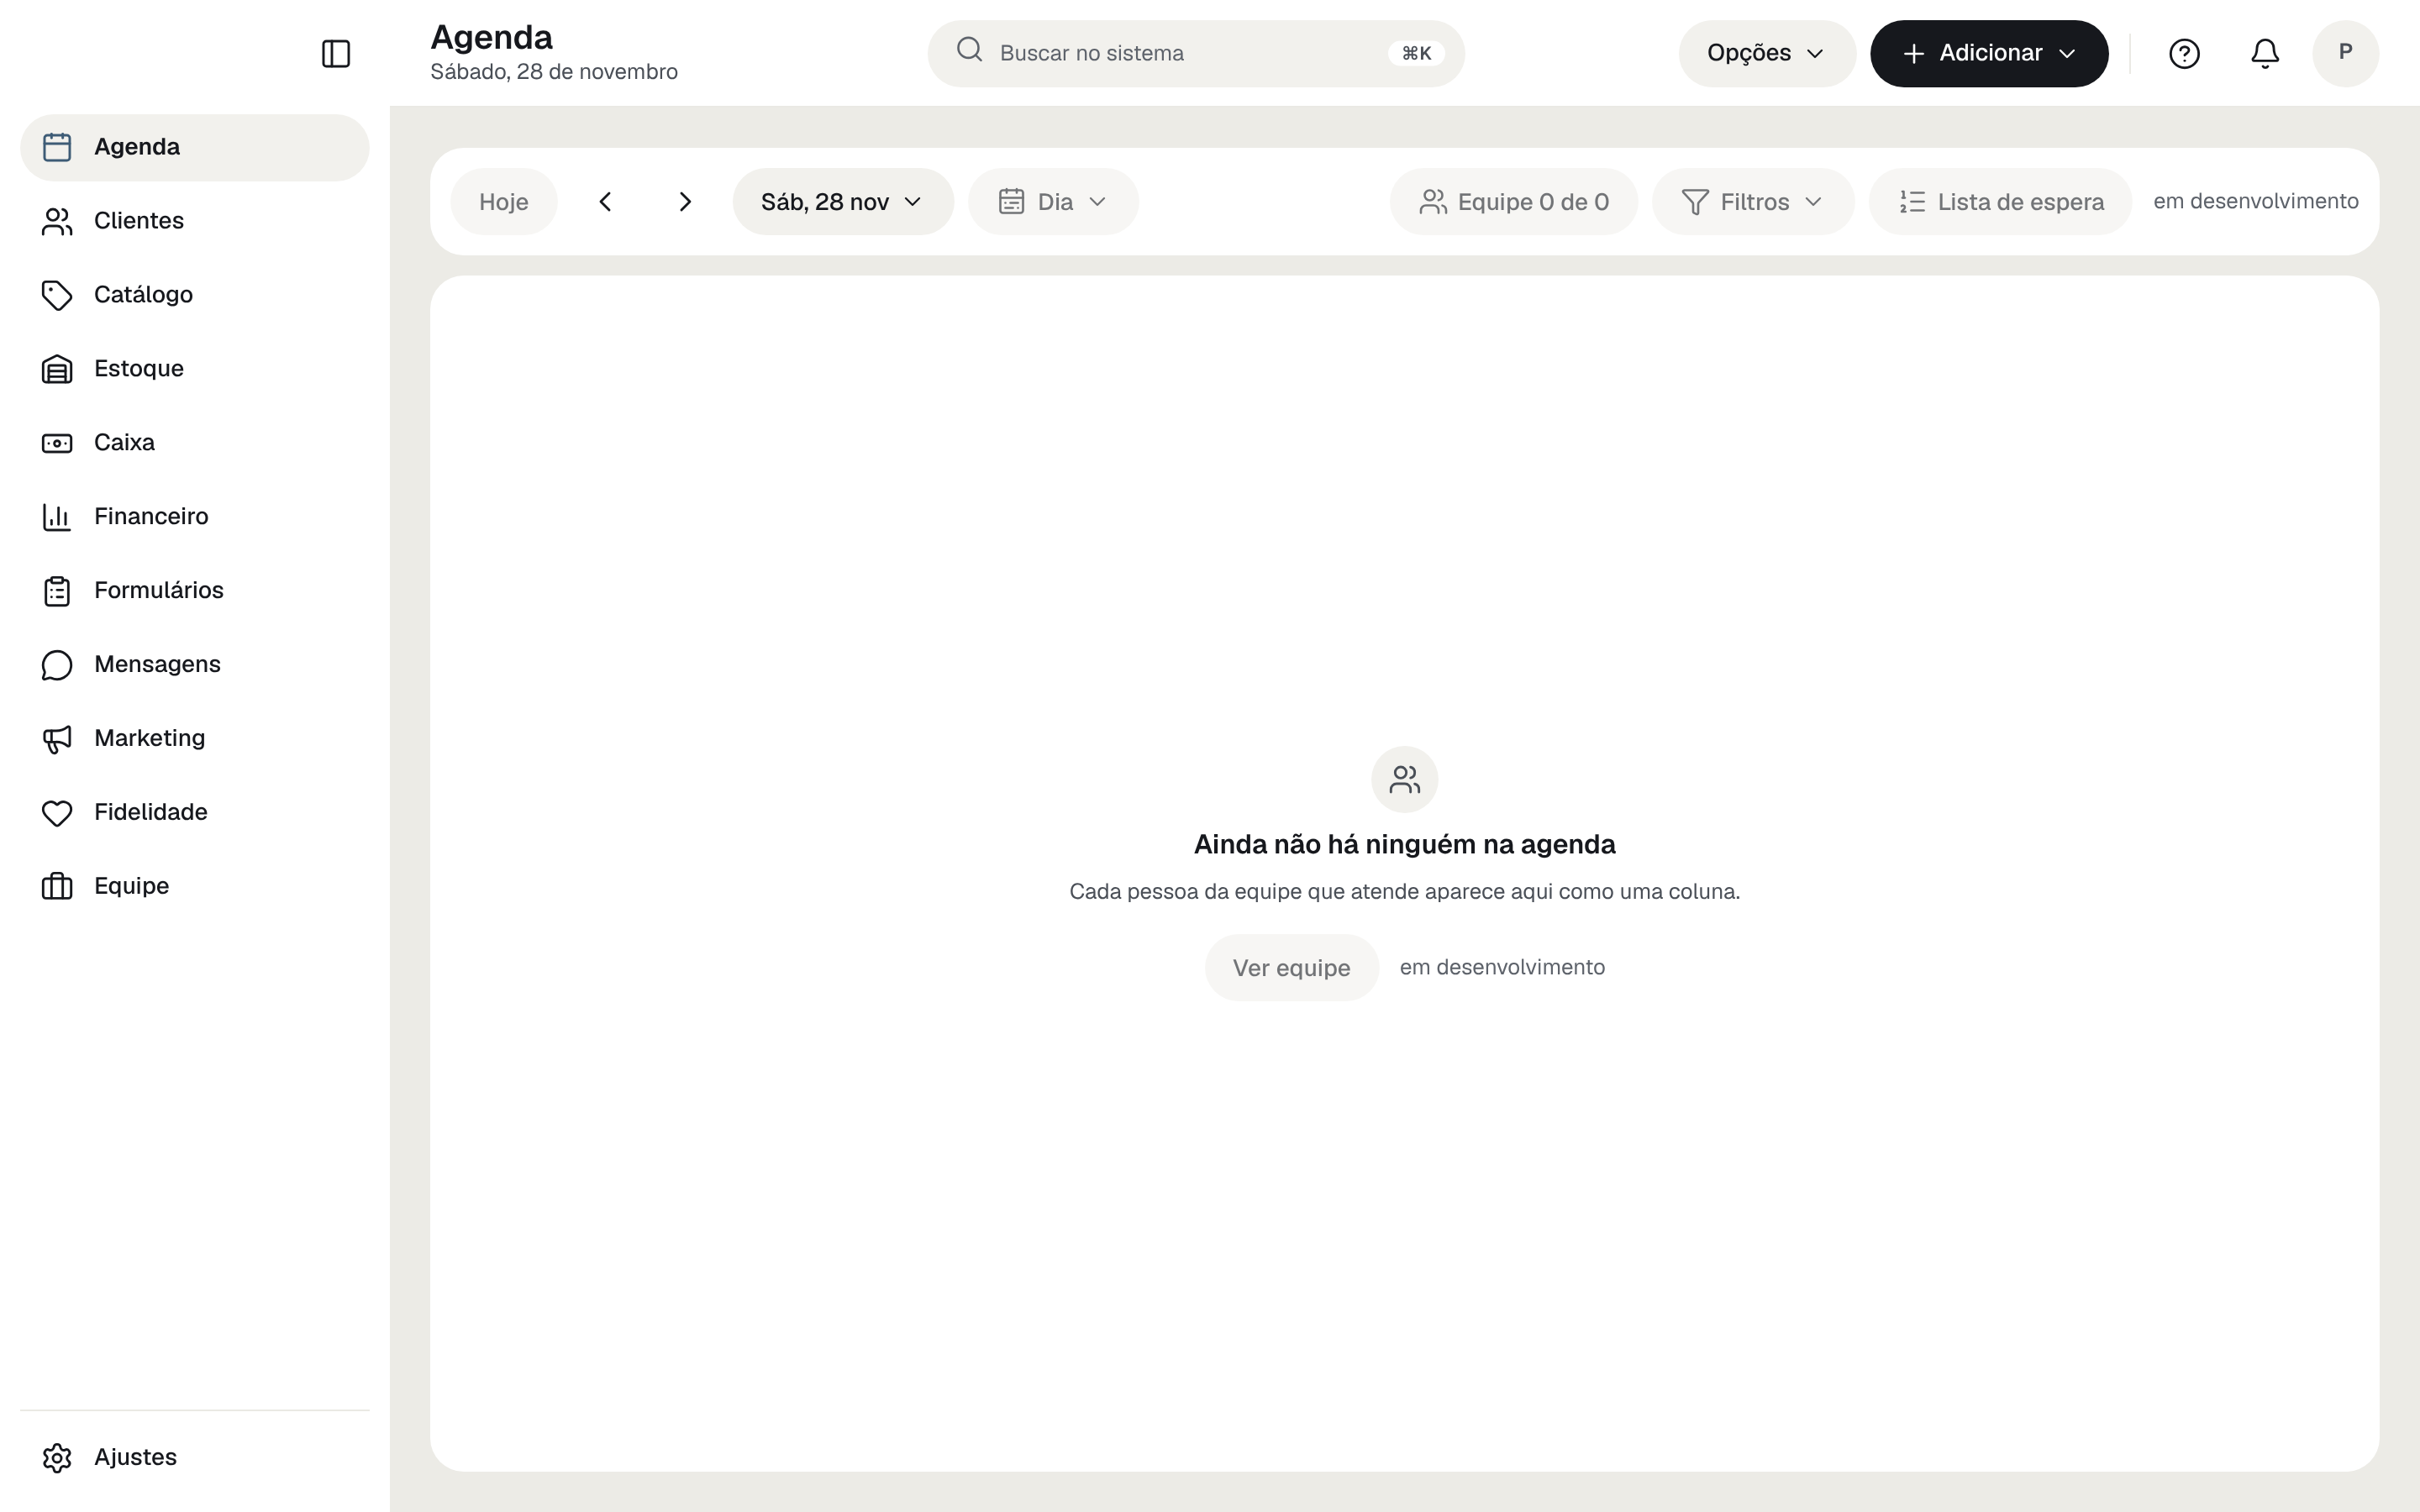 Agenda
Sábado, 28 de novembro
Buscar no sistema
⌘K
Opções
Adicionar
P
Agenda
Clientes
Catálogo
Estoque
Caixa
Financeiro
Formulários
Mensagens
Marketing
Fidelidade
Equipe
Ajustes
Hoje
Sáb, 28 nov
Dia
Equipe 0 de 0
Filtros
Lista de espera
em desenvolvimento
Ainda não há ninguém na agenda
Cada pessoa da equipe que atende aparece aqui como uma coluna.
Ver equipe
em desenvolvimento